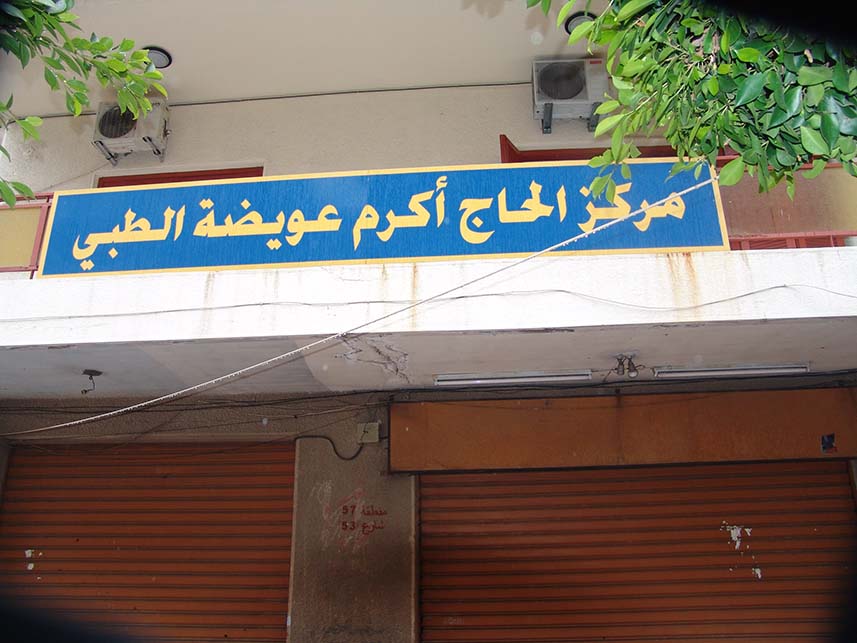 مركز الحاج أكرم عويضة الطبي
منطقة 57
شارع 53